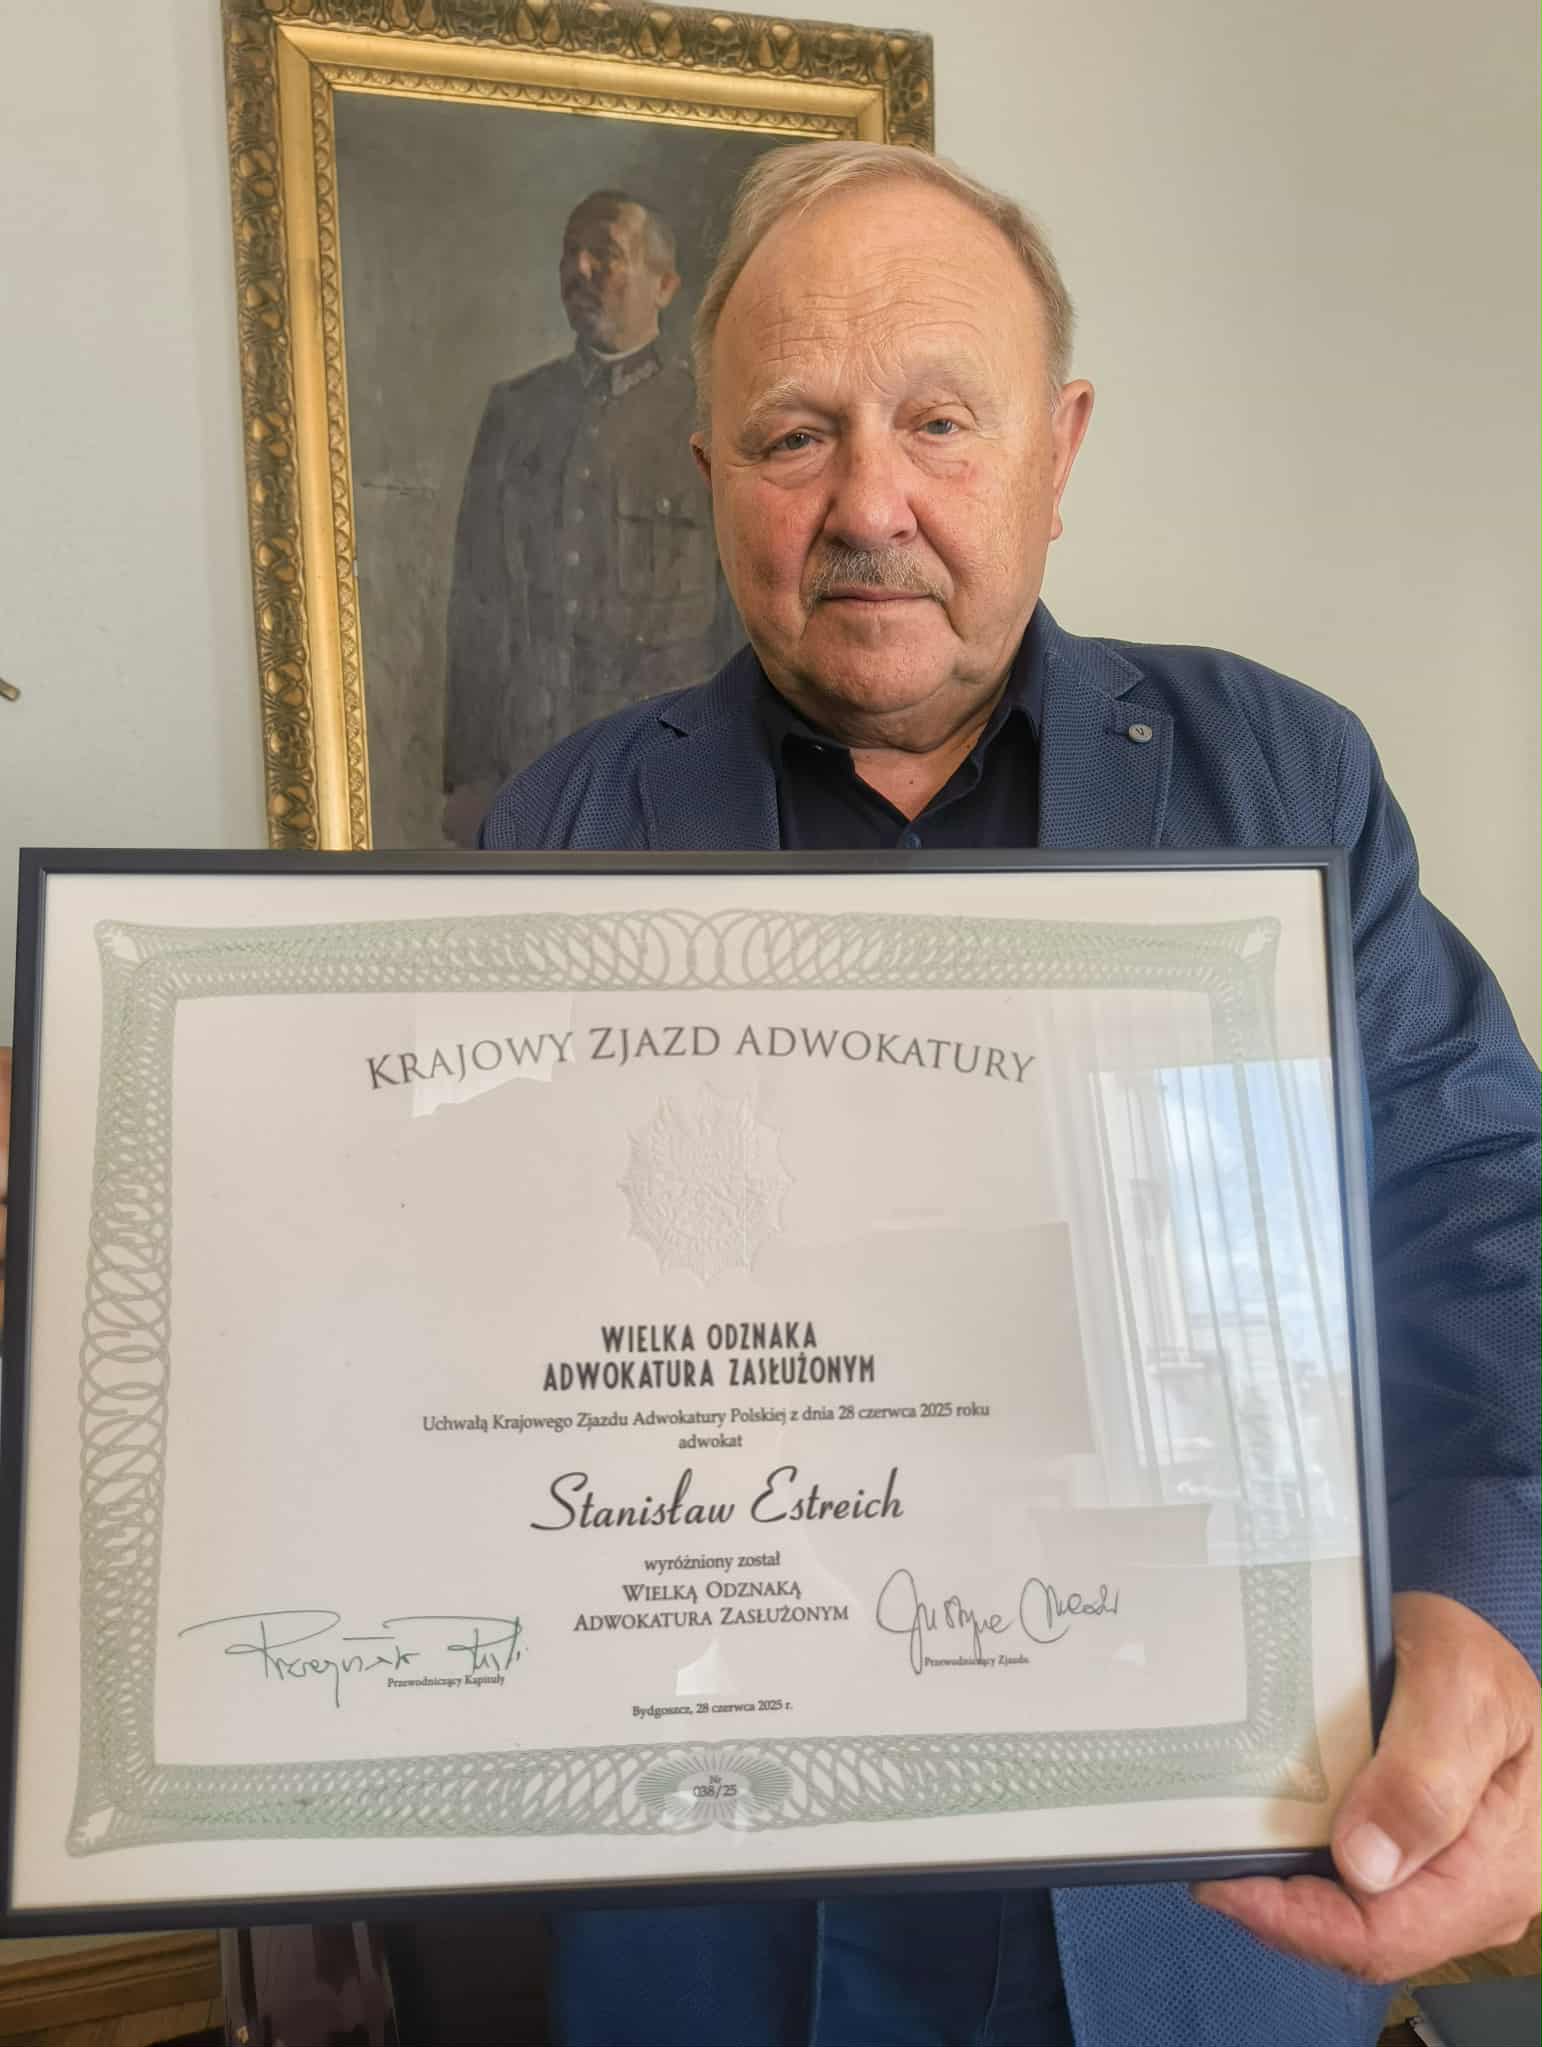 KRAJOWY ZJAZD ADWOKATURY
WIELKA ODZNAKA
ADWOKATURA ZASŁUŻONYM
Uchwałą Krajowego Zjazdu Adwokatury Polskiej z dnia 28 czerwca 2025 roku
adwokat
Stanisław Estreich
wyróżniony został
WIELKĄ ODZNAKĄ
ADWOKATURA ZASŁUŻONYM
Przewodniczący Kapituły
Przewodniczący Zjazdu
Bydgoszcz, 28 czerwca 2025 r.
Nr
038/25